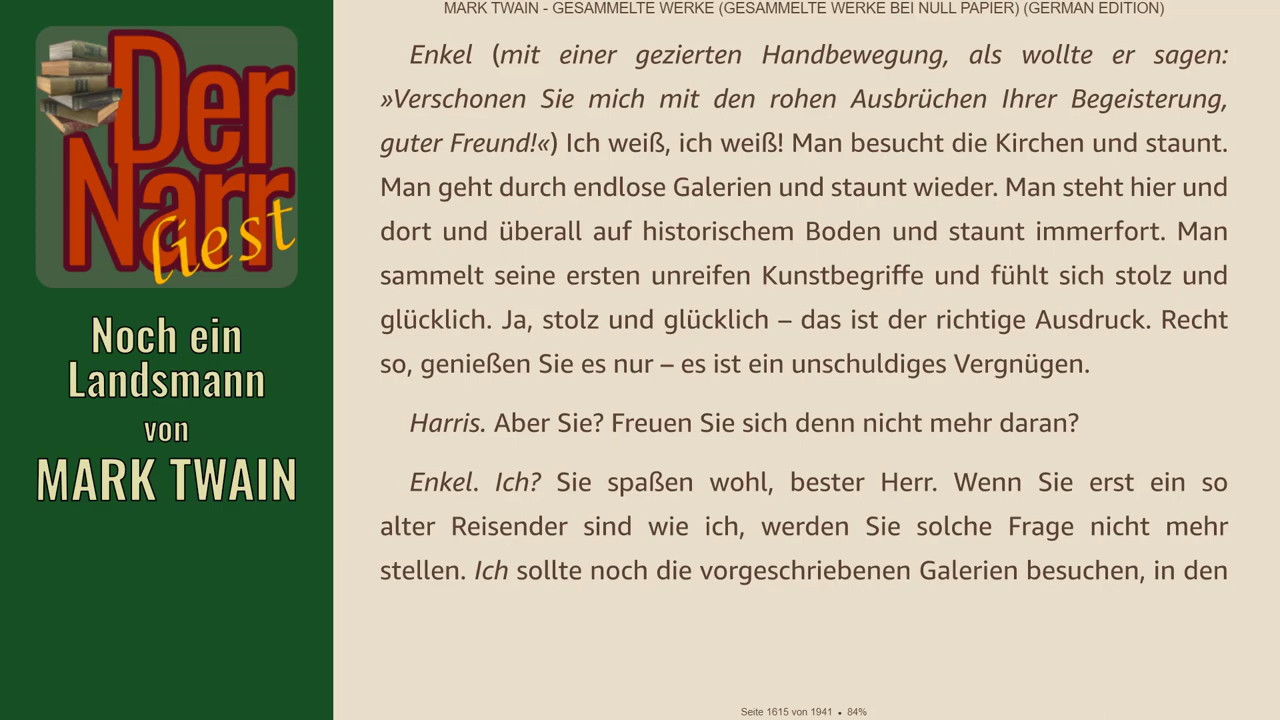 MARK TWAIN - GESAMMELTE WERKE (GESAMMELTE WERKE BEI NULL PAPIER) (GERMAN EDITION)
Der
Narr
liest
Noch ein
Landsmann
von
MARK TWAIN
Enkel (mit einer gezierten Handbewegung, als wollte er sagen:
»Verschonen Sie mich mit den rohen Ausbrüchen Ihrer Begeisterung,
guter Freund!«) Ich weiß, ich weiß! Man besucht die Kirchen und staunt.
Man geht durch endlose Galerien und staunt wieder. Man steht hier und
dort und überall auf historischem Boden und staunt immerfort. Man
sammelt seine ersten unreifen Kunstbegriffe und fühlt sich stolz und
glücklich. Ja, stolz und glücklich – das ist der richtige Ausdruck. Recht
so, genießen Sie es nur – es ist ein unschuldiges Vergnügen.
Harris. Aber Sie? Freuen Sie sich denn nicht mehr daran?
Enkel. Ich? Sie spaßen wohl, bester Herr. Wenn Sie erst ein so
alter Reisender sind wie ich, werden Sie solche Frage nicht mehr
stellen. Ich sollte noch die vorgeschriebenen Galerien besuchen, in den
Seite 1615 von 1941 • 84%